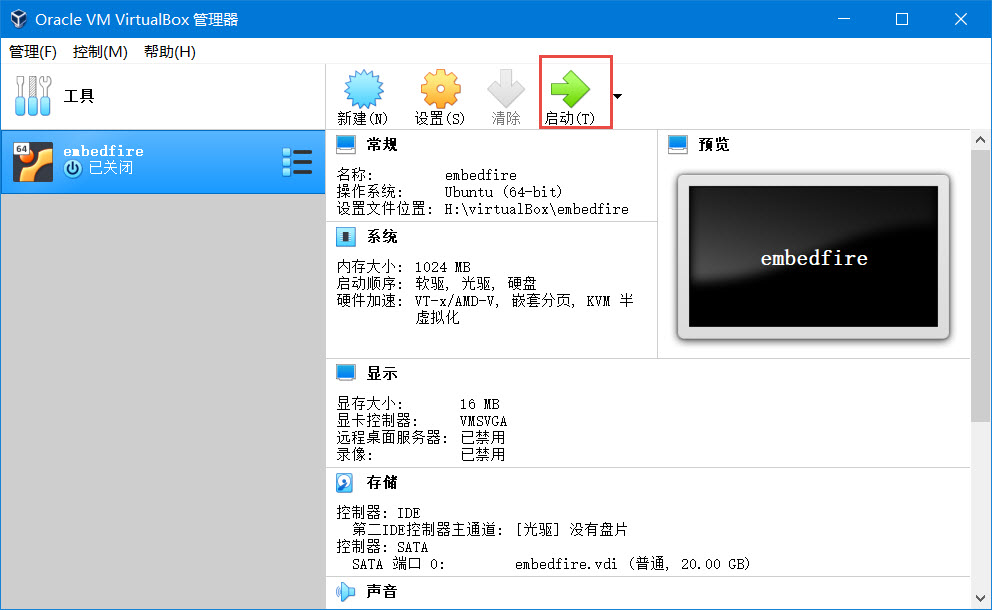 Oracle VM VirtualBox 管理器
管理(F) 控制(M) 帮助(H)
工具
新建(N) 设置(S) 清除 启动(T)
64
embedfire
已关闭
常规
名称: embedfire
操作系统: Ubuntu (64-bit)
设置文件位置: H:\virtualBox\embedfire
预览
embedfire
系统
内存大小: 1024 MB
启动顺序: 软驱, 光驱, 硬盘
硬件加速: VT-x/AMD-V, 嵌套分页, KVM 半
虚拟化
显示
显存大小: 16 MB
显卡控制器: VMSVGA
远程桌面服务器: 已禁用
录像: 已禁用
存储
控制器: IDE
第二IDE控制器主通道: [光驱] 没有盘片
控制器: SATA
SATA 端口 0: embedfire.vdi (普通, 20.00 GB)
声音